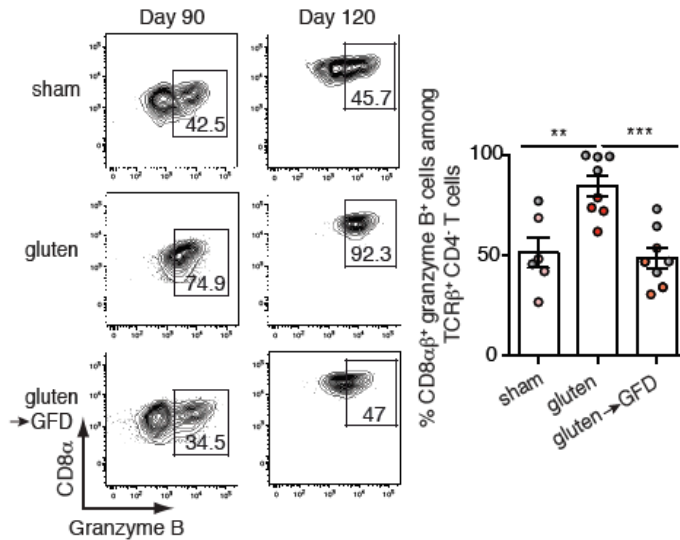 Day 90 Day 120
sham
42.5
45.7
gluten
74.9
92.3
gluten
→GFD
34.5
47
CD8α
Granzyme B
% CD8αβ⁺ granzyme B⁺ cells among
TCRβ⁺ CD4⁻ T cells
100
50
0
** ***
sham
gluten
gluten→GFD